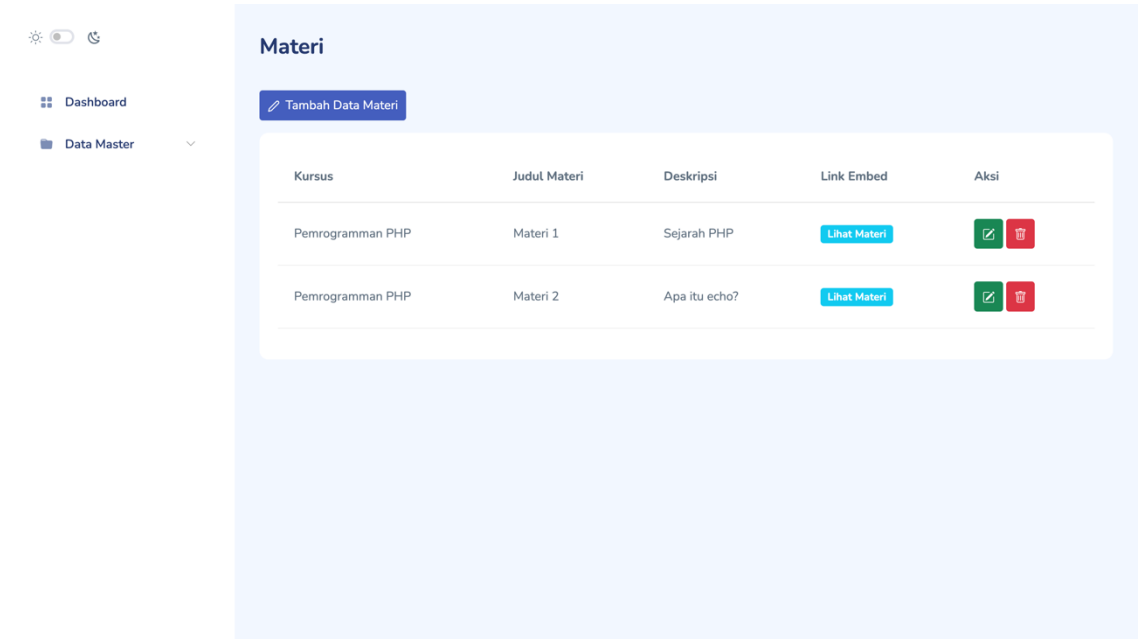 Materi
Dashboard
Tambah Data Materi
Data Master
Kursus Judul Materi Deskripsi Link Embed Aksi
Pemrogramman PHP Materi 1 Sejarah PHP Lihat Materi
Pemrogramman PHP Materi 2 Apa itu echo? Lihat Materi